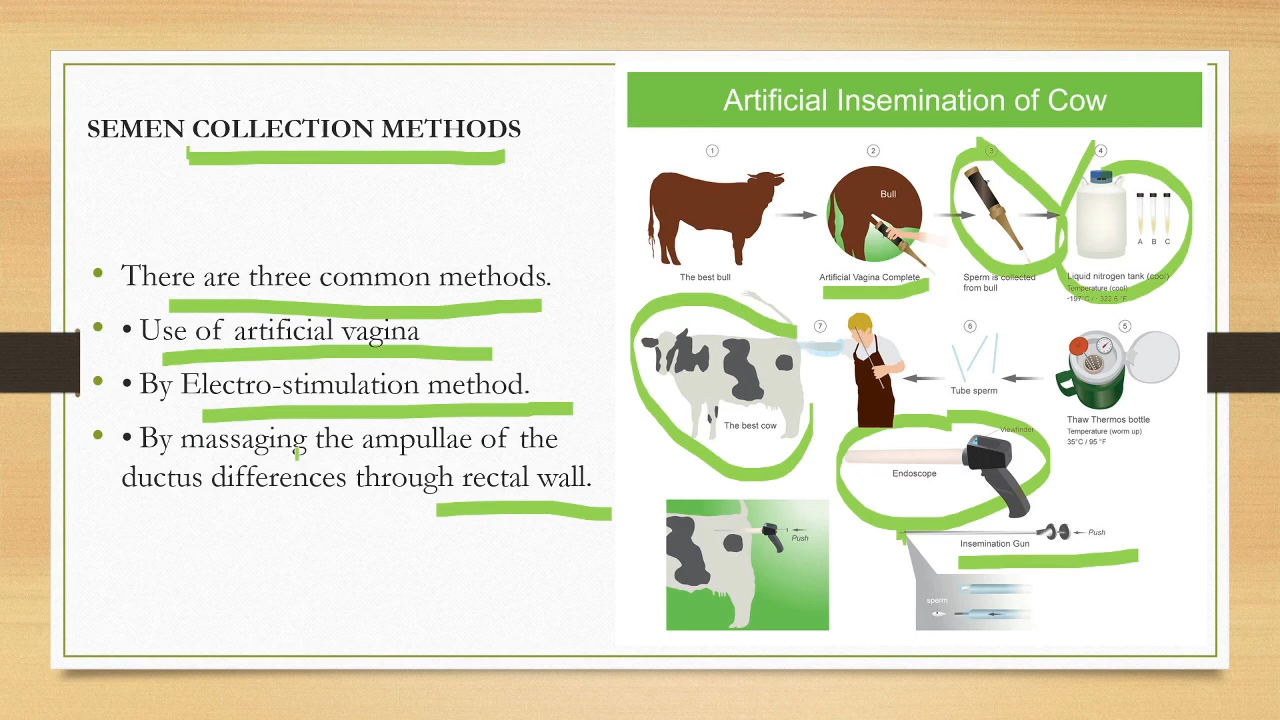 SEMEN COLLECTION METHODS
• There are three common methods.
• • Use of artificial vagina
• • By Electro-stimulation method.
• • By massaging the ampullae of the
ductus differences through rectal wall.
Artificial Insemination of Cow
1
2
3
4
Bull
A B C
The best bull
Artificial Vagina Complete
Sperm is collected
from bull
Liquid nitrogen tank (cool)
Temperature (cool)
-197°C / - 322.6 °F
7
6
5
Tube sperm
The best cow
Thaw Thermos bottle
Temperature (worm up)
35°C / 95 °F
Viewfinder
Endoscope
Push
Insemination Gun
Push
sperm